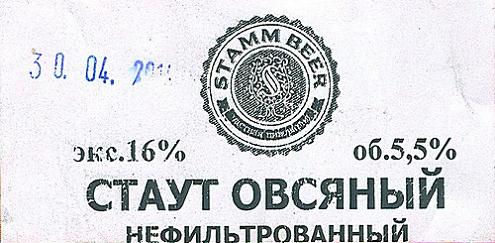 30. 04.
STAMM BEER
экс.16% об.5,5%
СТАУТ ОВСЯНЫЙ
НЕФИЛЬТРОВАННЫЙ